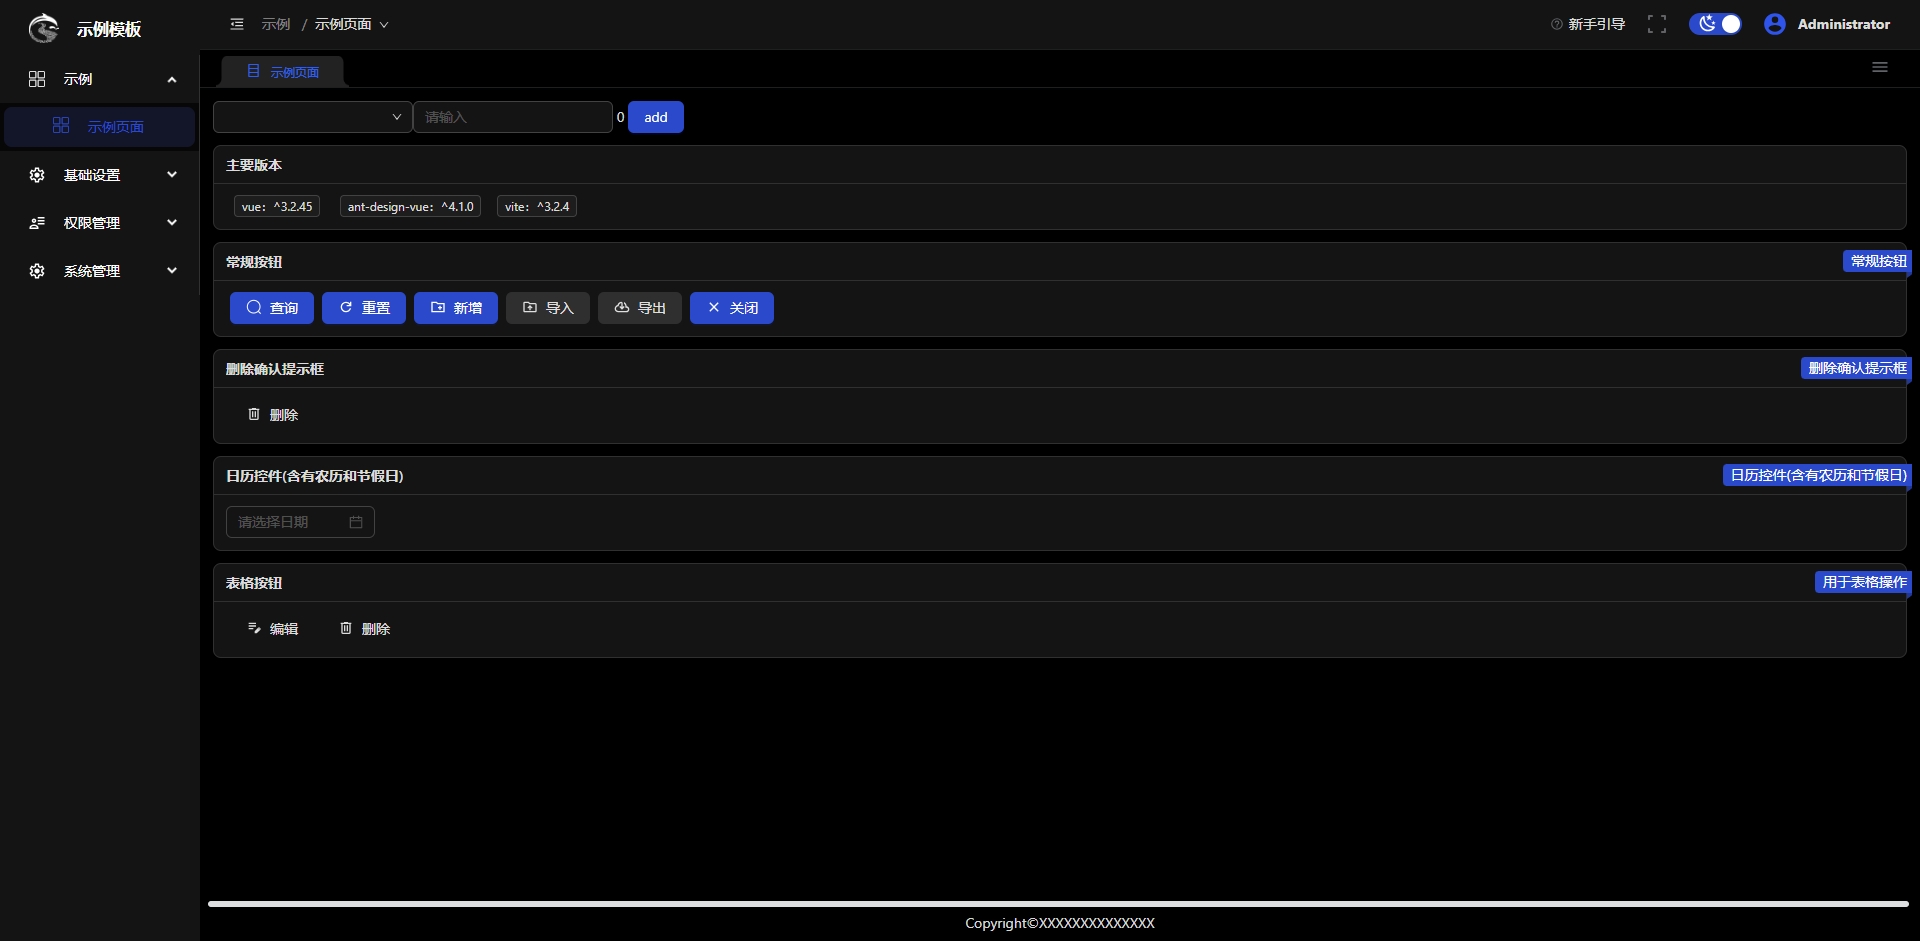 示例模板
示例 / 示例页面
新手引导
Administrator
示例
示例页面
基础设置
权限管理
系统管理
示例页面
请输入
0
add
主要版本
vue：^3.2.45
ant-design-vue：^4.1.0
vite：^3.2.4
常规按钮
常规按钮
查询
重置
新增
导入
导出
关闭
删除确认提示框
删除确认提示框
删除
日历控件(含有农历和节假日)
日历控件(含有农历和节假日)
请选择日期
表格按钮
用于表格操作
编辑
删除
Copyright©XXXXXXXXXXXXXX